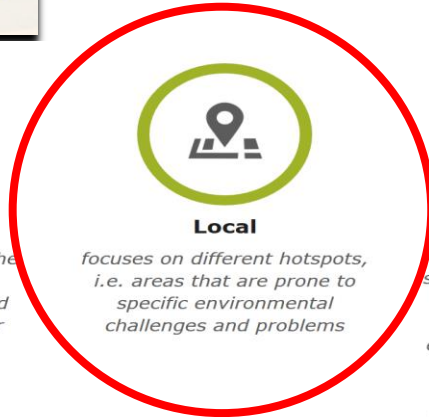 Local
focuses on different hotspots,
i.e. areas that are prone to
specific environmental
challenges and problems